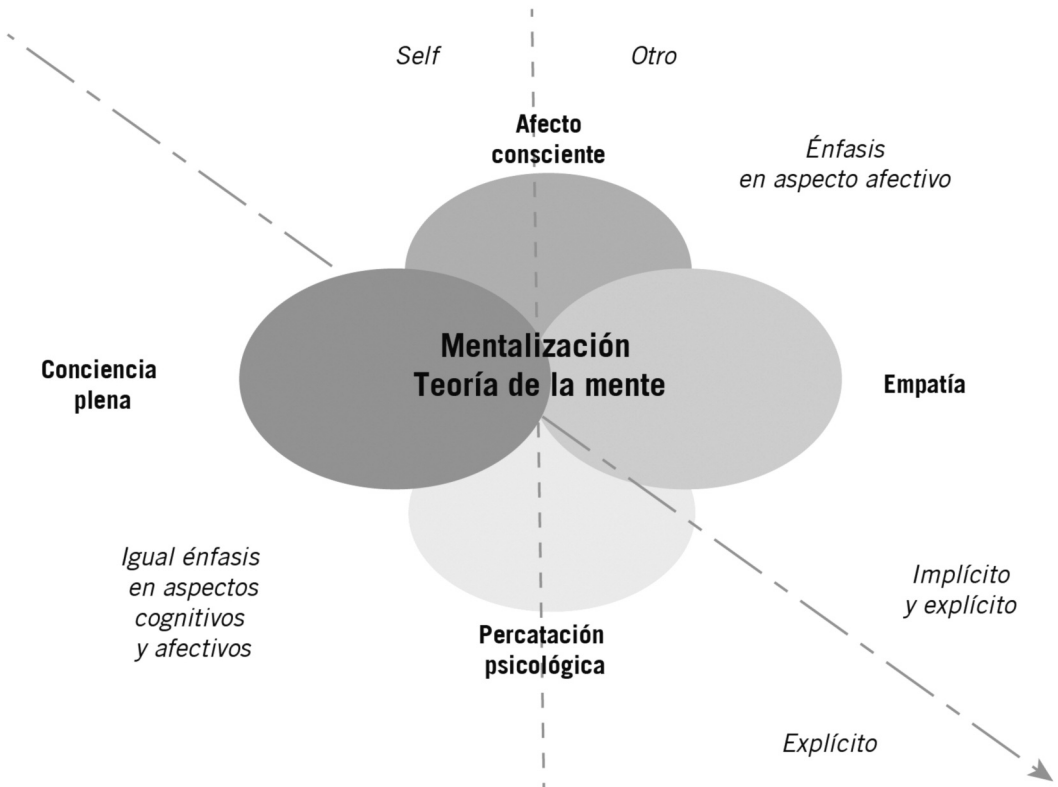 Self
Otro
Afecto
consciente
Énfasis
en aspecto afectivo
Mentalización
Teoría de la mente
Conciencia
plena
Empatía
Igual énfasis
en aspectos
cognitivos
y afectivos
Implícito
y explícito
Percatación
psicológica
Explícito